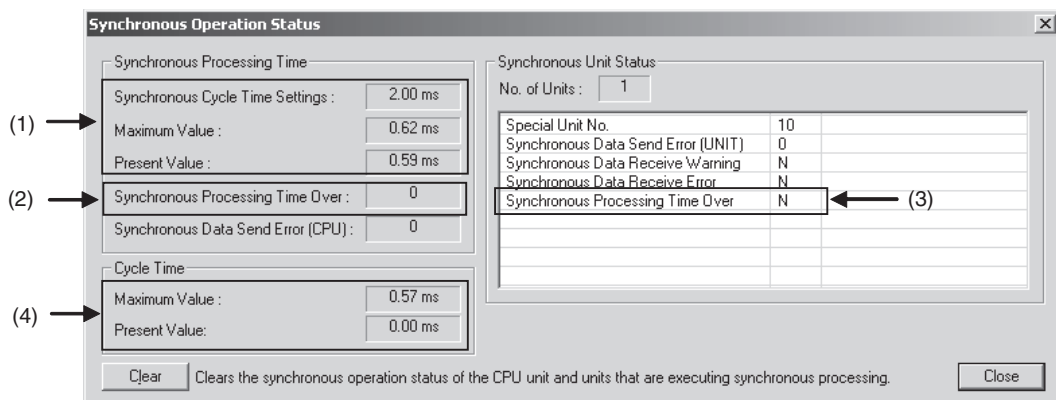 Synchronous Operation Status
Synchronous Processing Time
Synchronous Cycle Time Settings : 2.00 ms
Maximum Value : 0.62 ms
Present Value : 0.59 ms
(1)
Synchronous Processing Time Over : 0
(2)
Synchronous Data Send Error (CPU) : 0
Cycle Time
Maximum Value : 0.57 ms
Present Value: 0.00 ms
(4)
Synchronous Unit Status
No. of Units : 1
Special Unit No. 10
Synchronous Data Send Error (UNIT) 0
Synchronous Data Receive Warning N
Synchronous Data Receive Error N
Synchronous Processing Time Over N
(3)
Clear Clears the synchronous operation status of the CPU unit and units that are executing synchronous processing. Close